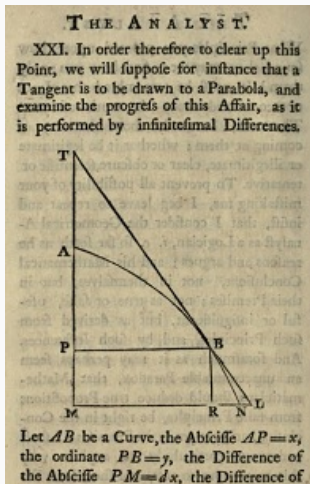 THE ANALYST.
XXI. In order therefore to clear up this
Point, we will ſuppoſe for inſtance that a
Tangent is to be drawn to a Parabola, and
examine the progreſs of this Affair, as it
is performed by infiniteſimal Differences.
T
A
P B
M R N L
Let AB be a Curve, the Abſciſſe AP=x,
the ordinate PB=y, the Difference of
the Abſciſſe PM=dx, the Difference of